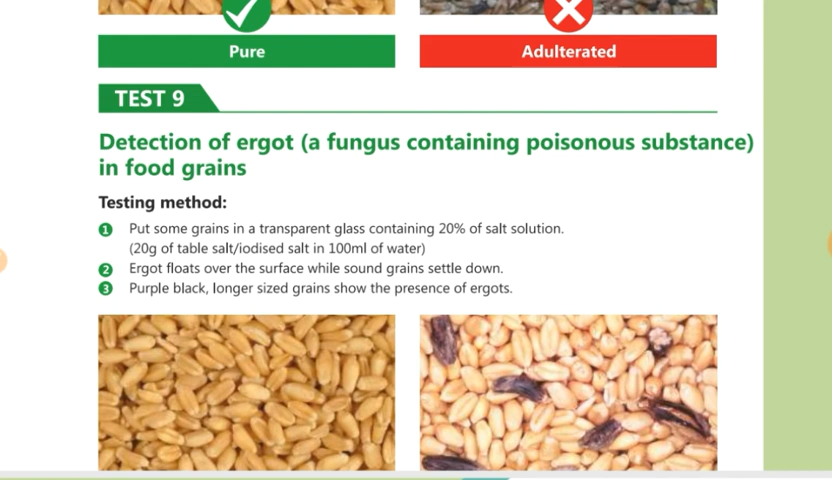 Pure
Adulterated
TEST 9
Detection of ergot (a fungus containing poisonous substance)
in food grains
Testing method:
1 Put some grains in a transparent glass containing 20% of salt solution.
(20g of table salt/iodised salt in 100ml of water)
2 Ergot floats over the surface while sound grains settle down.
3 Purple black, longer sized grains show the presence of ergots.